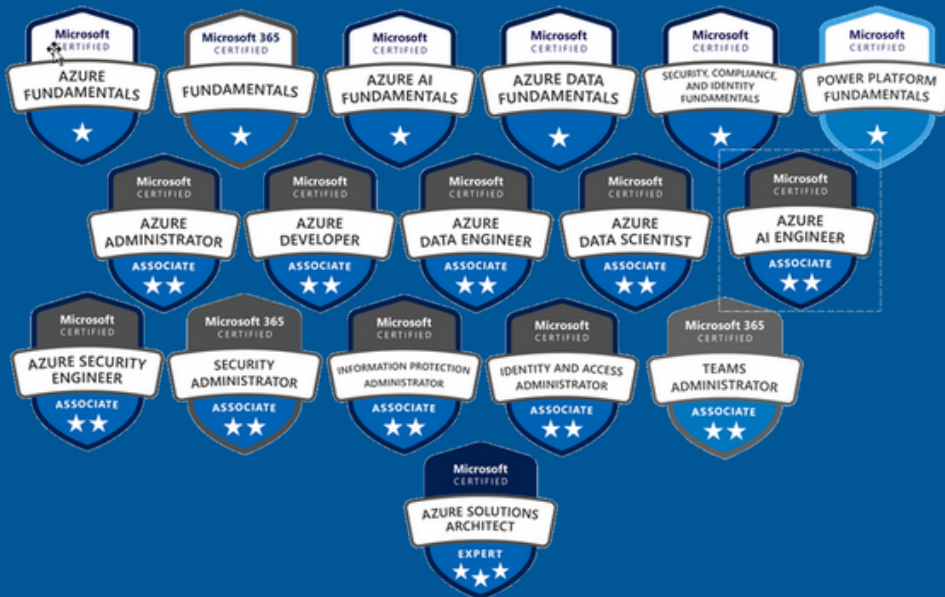 Microsoft
CERTIFIED
AZURE
FUNDAMENTALS
Microsoft 365
CERTIFIED
FUNDAMENTALS
Microsoft
CERTIFIED
AZURE AI
FUNDAMENTALS
Microsoft
CERTIFIED
AZURE DATA
FUNDAMENTALS
Microsoft
CERTIFIED
SECURITY, COMPLIANCE,
AND IDENTITY
FUNDAMENTALS
Microsoft
CERTIFIED
POWER PLATFORM
FUNDAMENTALS
Microsoft
CERTIFIED
AZURE
ADMINISTRATOR
ASSOCIATE
Microsoft
CERTIFIED
AZURE
DEVELOPER
ASSOCIATE
Microsoft
CERTIFIED
AZURE
DATA ENGINEER
ASSOCIATE
Microsoft
CERTIFIED
AZURE
DATA SCIENTIST
ASSOCIATE
Microsoft
CERTIFIED
AZURE
AI ENGINEER
ASSOCIATE
Microsoft
CERTIFIED
AZURE SECURITY
ENGINEER
ASSOCIATE
Microsoft 365
CERTIFIED
SECURITY
ADMINISTRATOR
ASSOCIATE
Microsoft
CERTIFIED
INFORMATION PROTECTION
ADMINISTRATOR
ASSOCIATE
Microsoft
CERTIFIED
IDENTITY AND ACCESS
ADMINISTRATOR
ASSOCIATE
Microsoft 365
CERTIFIED
TEAMS
ADMINISTRATOR
ASSOCIATE
Microsoft
CERTIFIED
AZURE SOLUTIONS
ARCHITECT
EXPERT